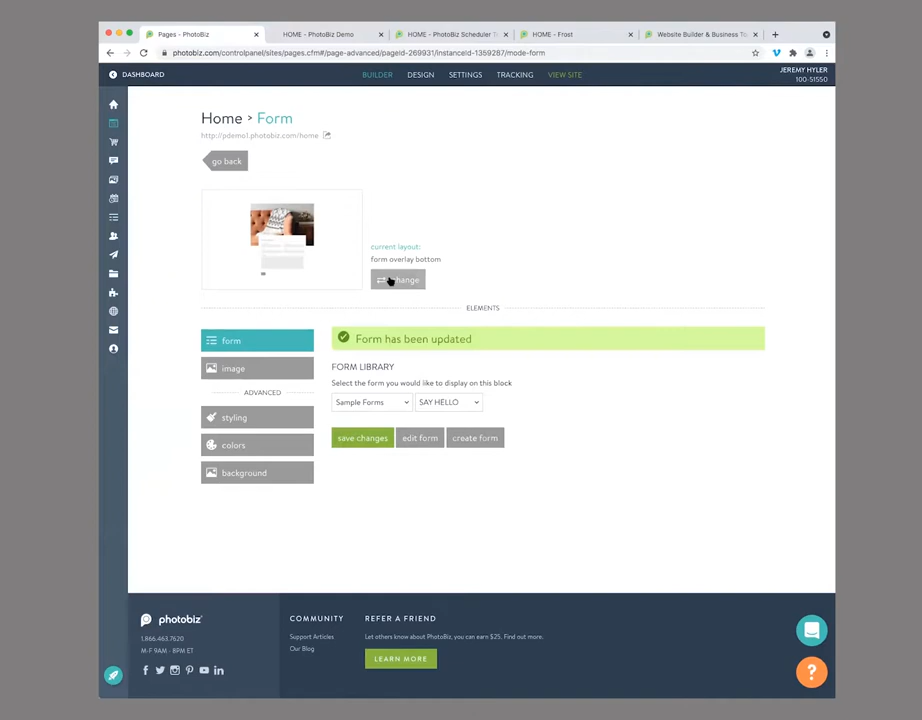 Pages - PhotoBiz
HOME - PhotoBiz Demo
HOME - PhotoBiz Scheduler T
HOME - Frost
Website Builder & Business To
photobiz.com/controlpanel/sites/pages.cfm#/page-advanced/pageId-269931/instanceId-1359287/mode-form
DASHBOARD
BUILDER
DESIGN
SETTINGS
TRACKING
VIEW SITE
JEREMY HYLER
100-51550
Home > Form
http://pdemo1.photobiz.com/home
go back
current layout:
form overlay bottom
change
ELEMENTS
form
Form has been updated
image
FORM LIBRARY
Select the form you would like to display on this block
ADVANCED
Sample Forms
SAY HELLO
styling
save changes
edit form
create form
colors
background
photobiz
COMMUNITY
REFER A FRIEND
1.866.463.7620
Support Articles
Let others know about PhotoBiz, you can earn $25. Find out more.
M-F 9AM - 8PM ET
Our Blog
LEARN MORE
?